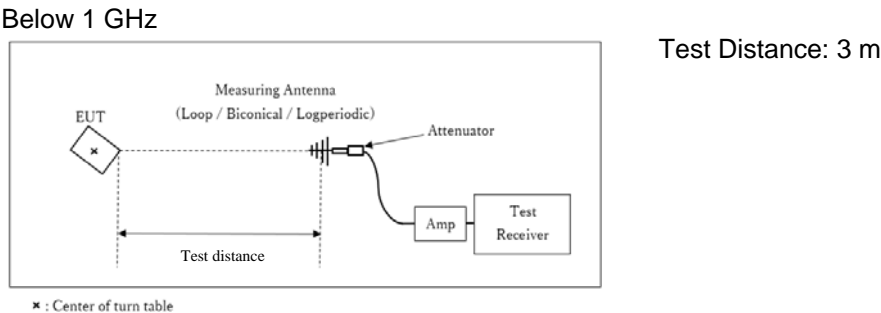 Below 1 GHz
Test Distance: 3 m
Measuring Antenna
(Loop / Biconical / Logperiodic)
EUT
Attenuator
Amp
Test
Receiver
Test distance
× : Center of turn table